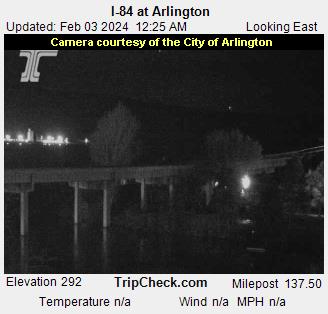 I-84 at Arlington
Updated: Feb 03 2024 12:25 AM Looking East
Camera courtesy of the City of Arlington
Elevation 292 TripCheck.com Milepost 137.50
Temperature n/a Wind n/a MPH n/a